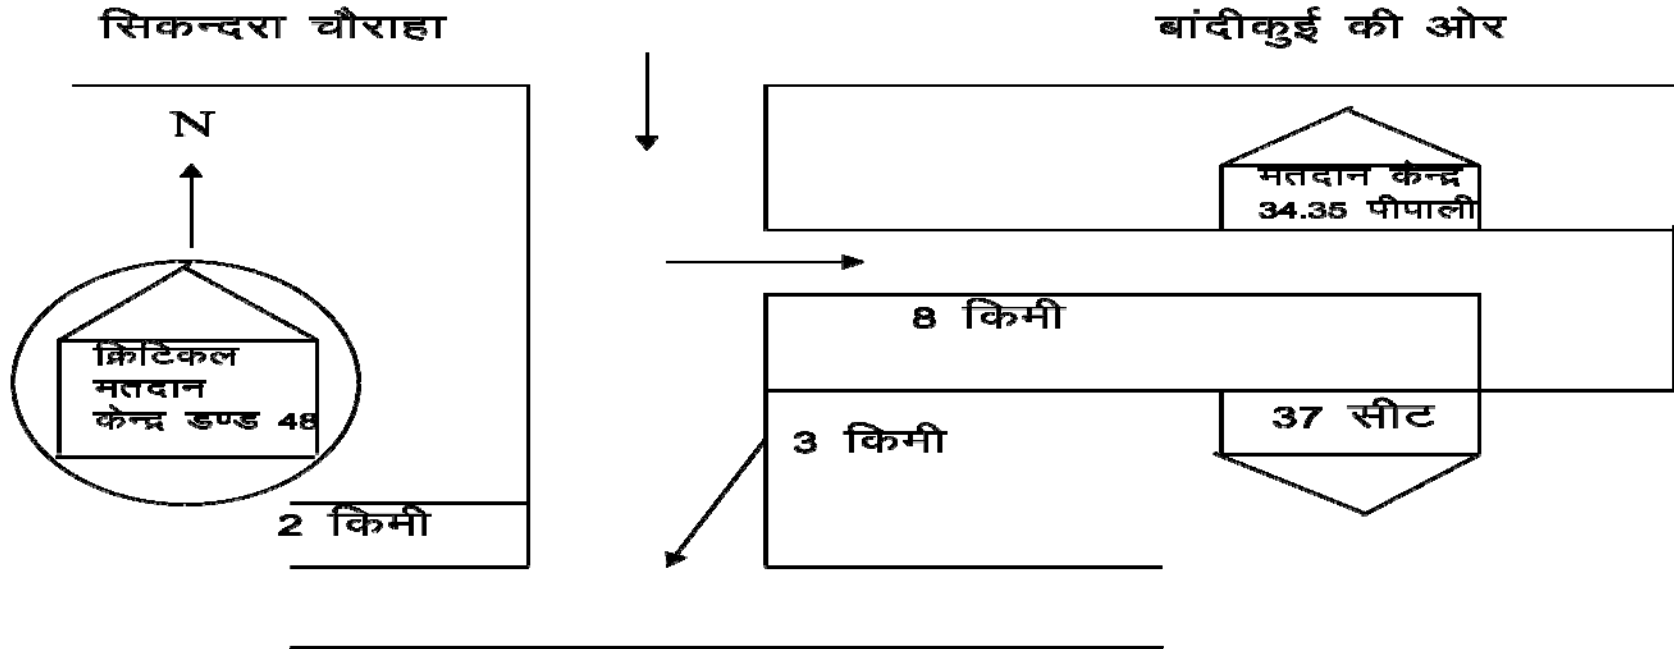 सिकन्दरा चौराहा
बांदीकुई की ओर
N
मतदान केन्द्र
34.35 पीपाली
8 किमी
क्रिटिकल
मतदान
केन्द्र डण्ड 48
37 सीट
3 किमी
2 किमी